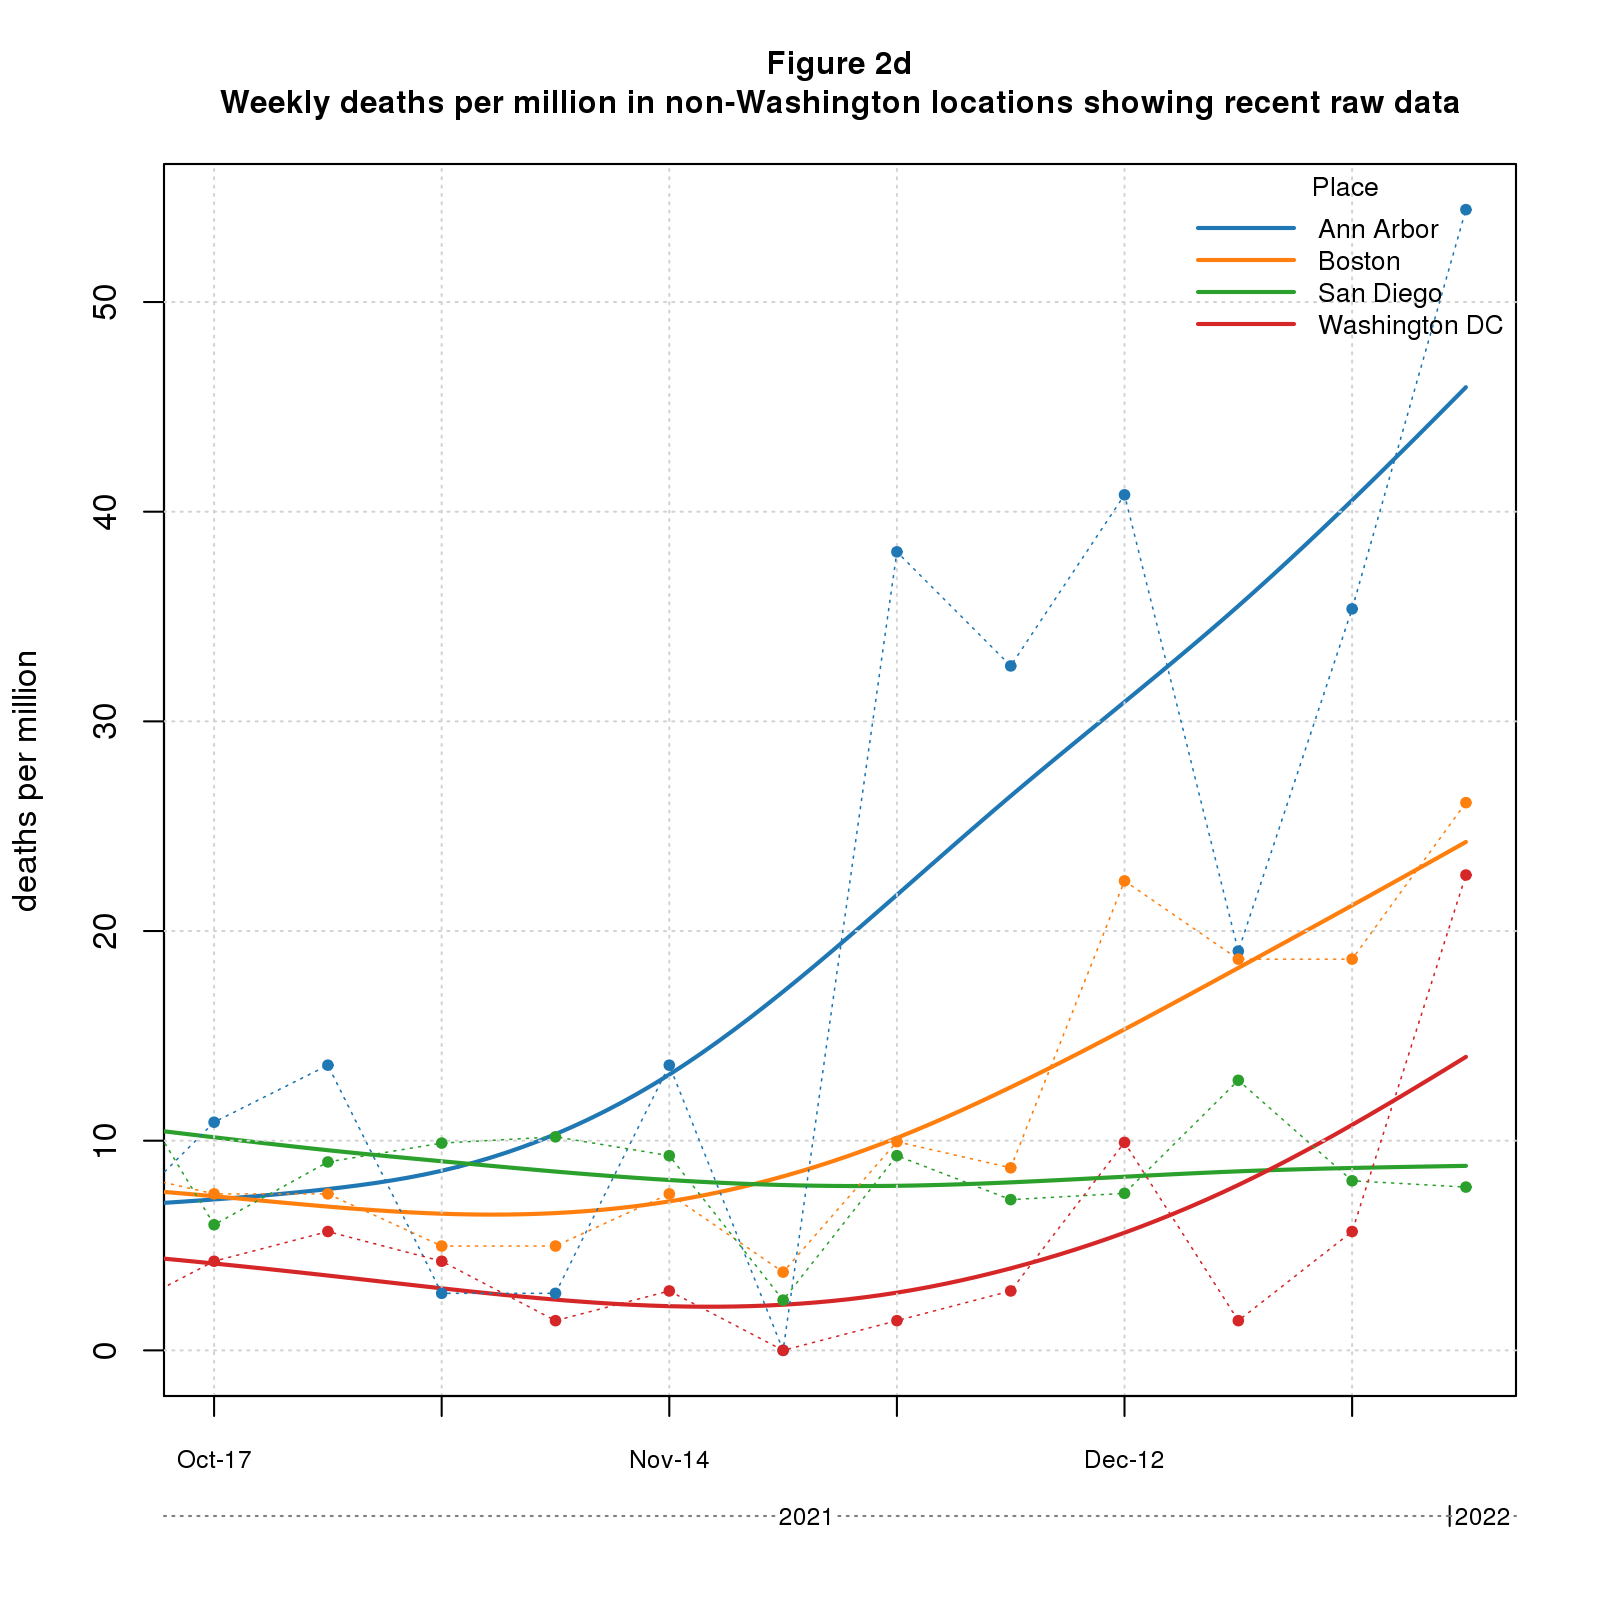 Figure 2d
Weekly deaths per million in non-Washington locations showing recent raw data
Place
Ann Arbor
Boston
San Diego
Washington DC
deaths per million
50
40
30
20
10
0
Oct-17 Nov-14 Dec-12
2021 2022